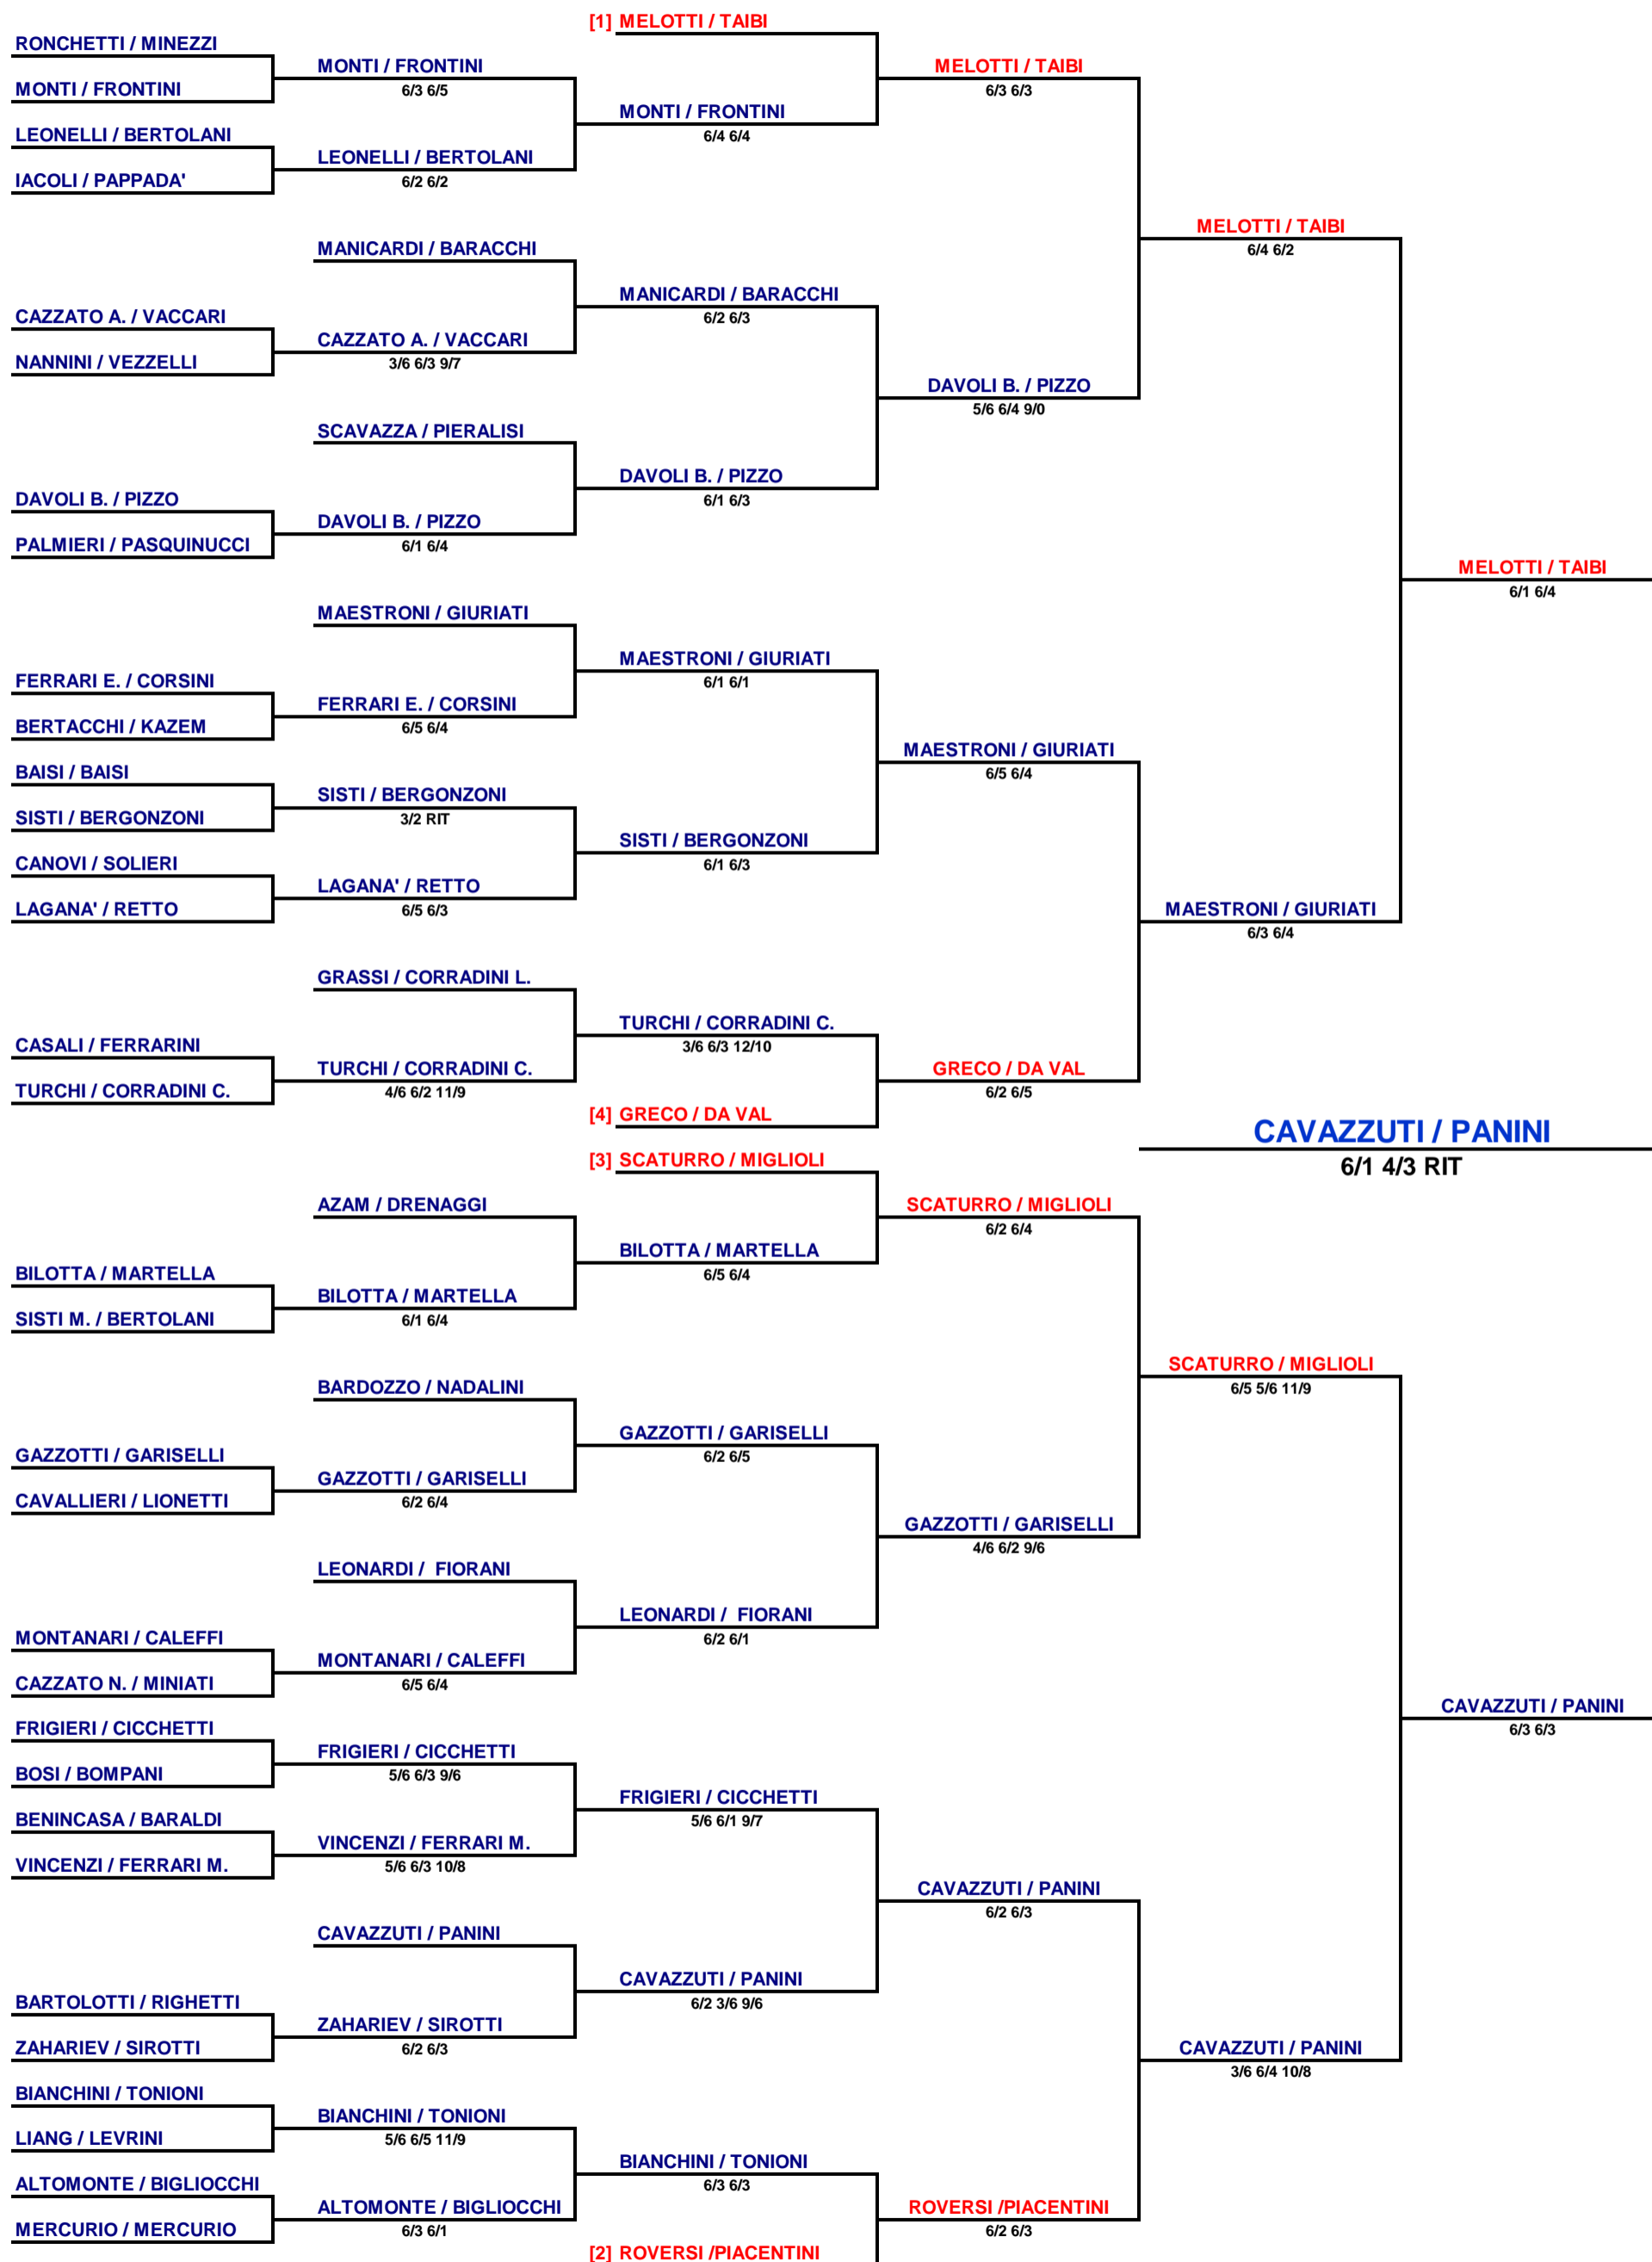 [1] MELOTTI / TAIBI
RONCHETTI / MINEZZI
MONTI / FRONTINI
6/3 6/5
MELOTTI / TAIBI
6/3 6/3
MONTI / FRONTINI
MONTI / FRONTINI
6/4 6/4
LEONELLI / BERTOLANI
LEONELLI / BERTOLANI
6/2 6/2
IACOLI / PAPPADA'
MELOTTI / TAIBI
6/4 6/2
MANICARDI / BARACCHI
MANICARDI / BARACCHI
6/2 6/3
CAZZATO A. / VACCARI
CAZZATO A. / VACCARI
3/6 6/3 9/7
NANNINI / VEZZELLI
DAVOLI B. / PIZZO
5/6 6/4 9/0
SCAVAZZA / PIERALISI
DAVOLI B. / PIZZO
6/1 6/3
DAVOLI B. / PIZZO
DAVOLI B. / PIZZO
6/1 6/4
PALMIERI / PASQUINUCCI
MELOTTI / TAIBI
6/1 6/4
MAESTRONI / GIURIATI
MAESTRONI / GIURIATI
6/1 6/1
FERRARI E. / CORSINI
FERRARI E. / CORSINI
6/5 6/4
BERTACCHI / KAZEM
MAESTRONI / GIURIATI
6/5 6/4
BAISI / BAISI
SISTI / BERGONZONI
3/2 RIT
SISTI / BERGONZONI
SISTI / BERGONZONI
6/1 6/3
CANOVI / SOLIERI
LAGANA' / RETTO
6/5 6/3
LAGANA' / RETTO
MAESTRONI / GIURIATI
6/3 6/4
GRASSI / CORRADINI L.
TURCHI / CORRADINI C.
3/6 6/3 12/10
CASALI / FERRARINI
TURCHI / CORRADINI C.
4/6 6/2 11/9
GRECO / DA VAL
6/2 6/5
TURCHI / CORRADINI C.
[4] GRECO / DA VAL
CAVAZZUTI / PANINI
6/1 4/3 RIT
[3] SCATURRO / MIGLIOLI
AZAM / DRENAGGI
SCATURRO / MIGLIOLI
6/2 6/4
BILOTTA / MARTELLA
6/5 6/4
BILOTTA / MARTELLA
BILOTTA / MARTELLA
6/1 6/4
SISTI M. / BERTOLANI
SCATURRO / MIGLIOLI
6/5 5/6 11/9
BARDOZZO / NADALINI
GAZZOTTI / GARISELLI
6/2 6/5
GAZZOTTI / GARISELLI
GAZZOTTI / GARISELLI
6/2 6/4
CAVALLIERI / LIONETTI
GAZZOTTI / GARISELLI
4/6 6/2 9/6
LEONARDI / FIORANI
LEONARDI / FIORANI
6/2 6/1
MONTANARI / CALEFFI
MONTANARI / CALEFFI
6/5 6/4
CAZZATO N. / MINIATI
CAVAZZUTI / PANINI
6/3 6/3
FRIGIERI / CICCHETTI
FRIGIERI / CICCHETTI
5/6 6/3 9/6
BOSI / BOMPANI
FRIGIERI / CICCHETTI
5/6 6/1 9/7
BENINCASA / BARALDI
VINCENZI / FERRARI M.
5/6 6/3 10/8
VINCENZI / FERRARI M.
CAVAZZUTI / PANINI
6/2 6/3
CAVAZZUTI / PANINI
CAVAZZUTI / PANINI
6/2 3/6 9/6
BARTOLOTTI / RIGHETTI
ZAHARIEV / SIROTTI
6/2 6/3
ZAHARIEV / SIROTTI
CAVAZZUTI / PANINI
3/6 6/4 10/8
BIANCHINI / TONIONI
BIANCHINI / TONIONI
5/6 6/5 11/9
LIANG / LEVRINI
BIANCHINI / TONIONI
6/3 6/3
ALTOMONTE / BIGLIOCCHI
ALTOMONTE / BIGLIOCCHI
6/3 6/1
ROVERSI /PIACENTINI
6/2 6/3
MERCURIO / MERCURIO
[2] ROVERSI /PIACENTINI